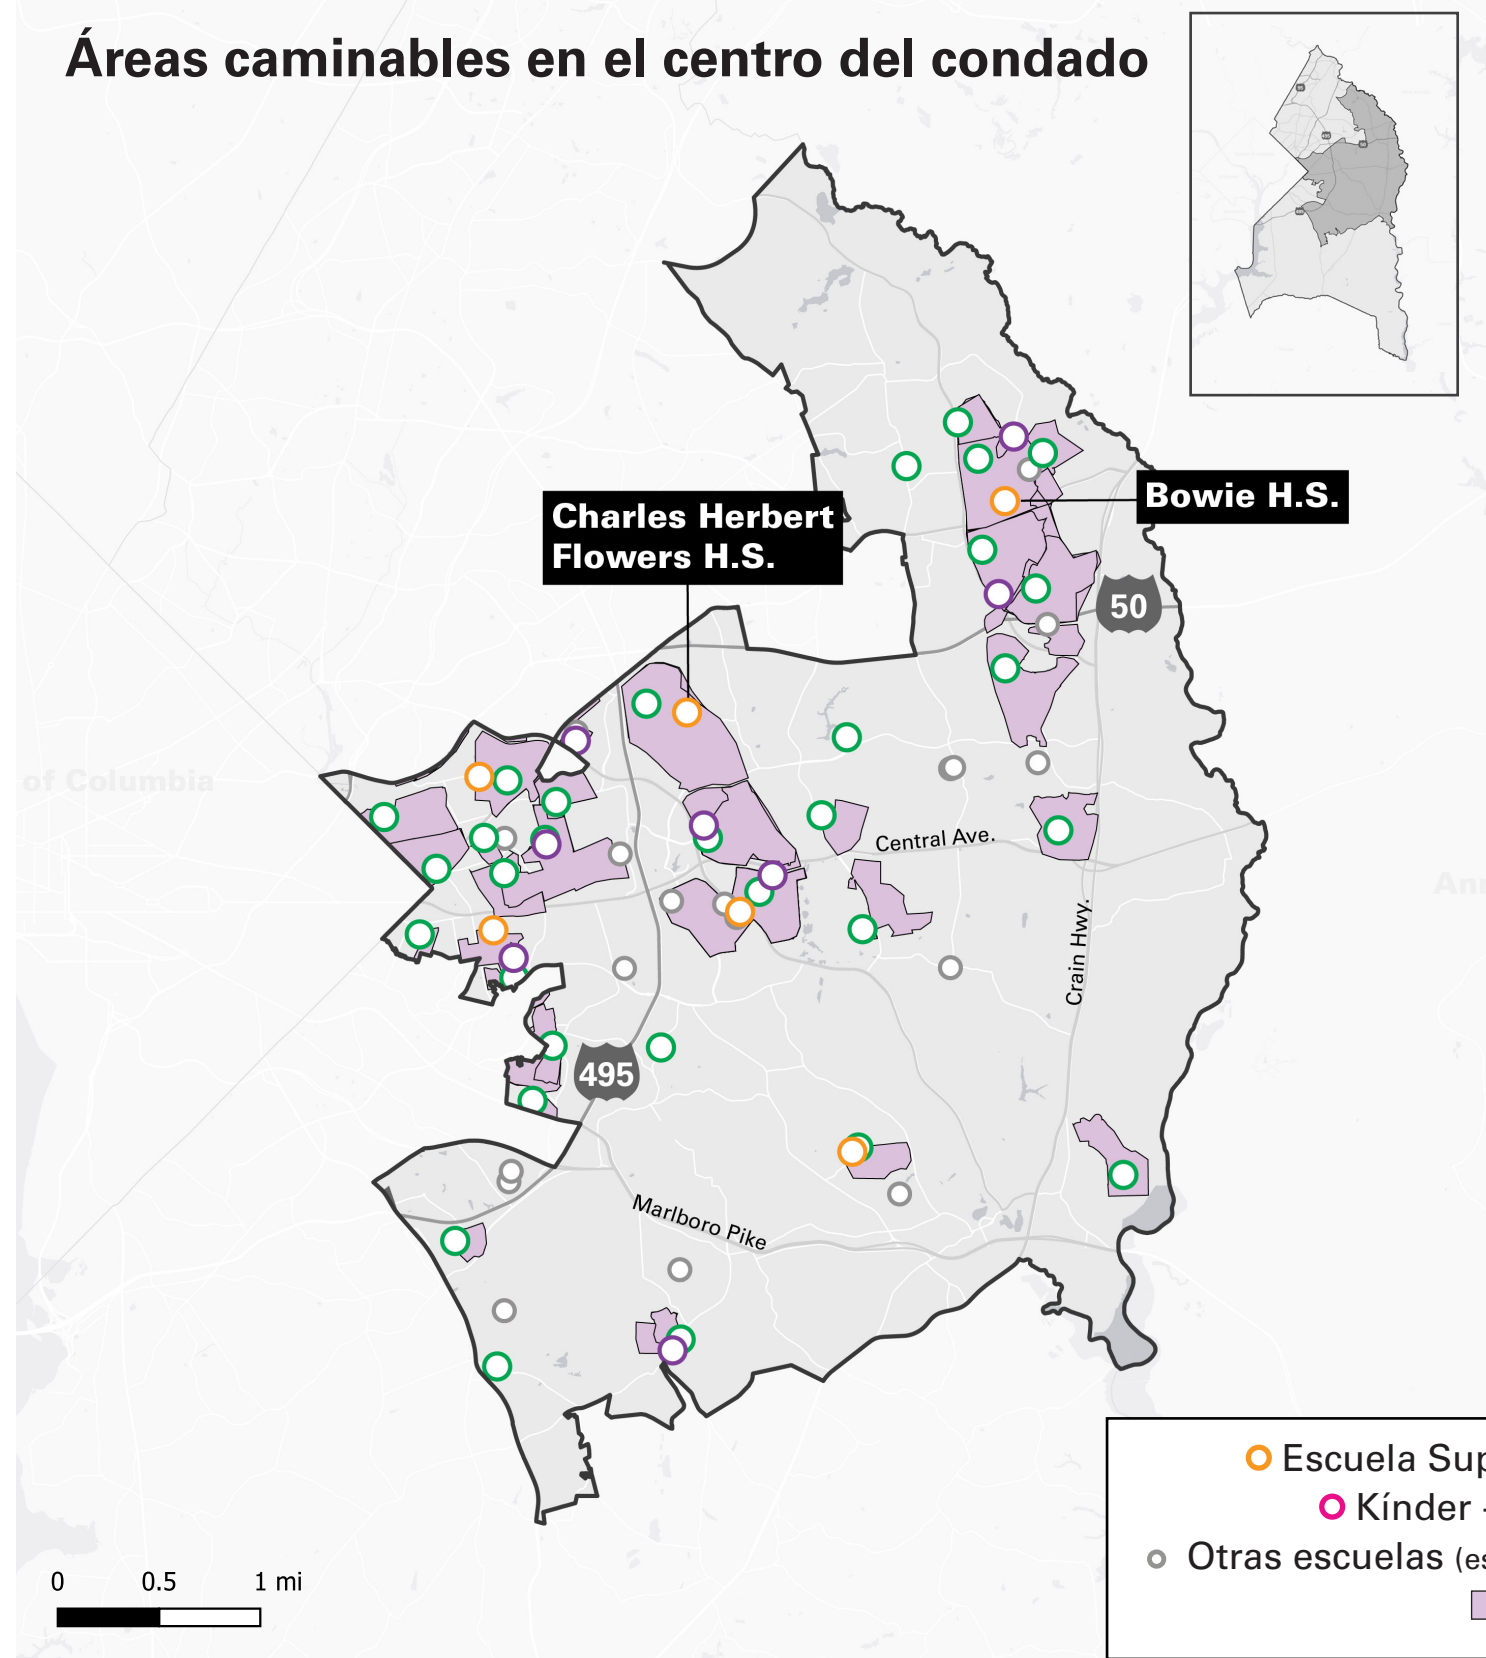 Áreas caminables en el centro del condado
Bowie H.S.
Charles Herbert
Flowers H.S.
50
of Columbia
Central Ave.
Crain Hwy.
495
Marlboro Pike
Escuela
Kínder
Otras escuelas
0 0.5 1 mi